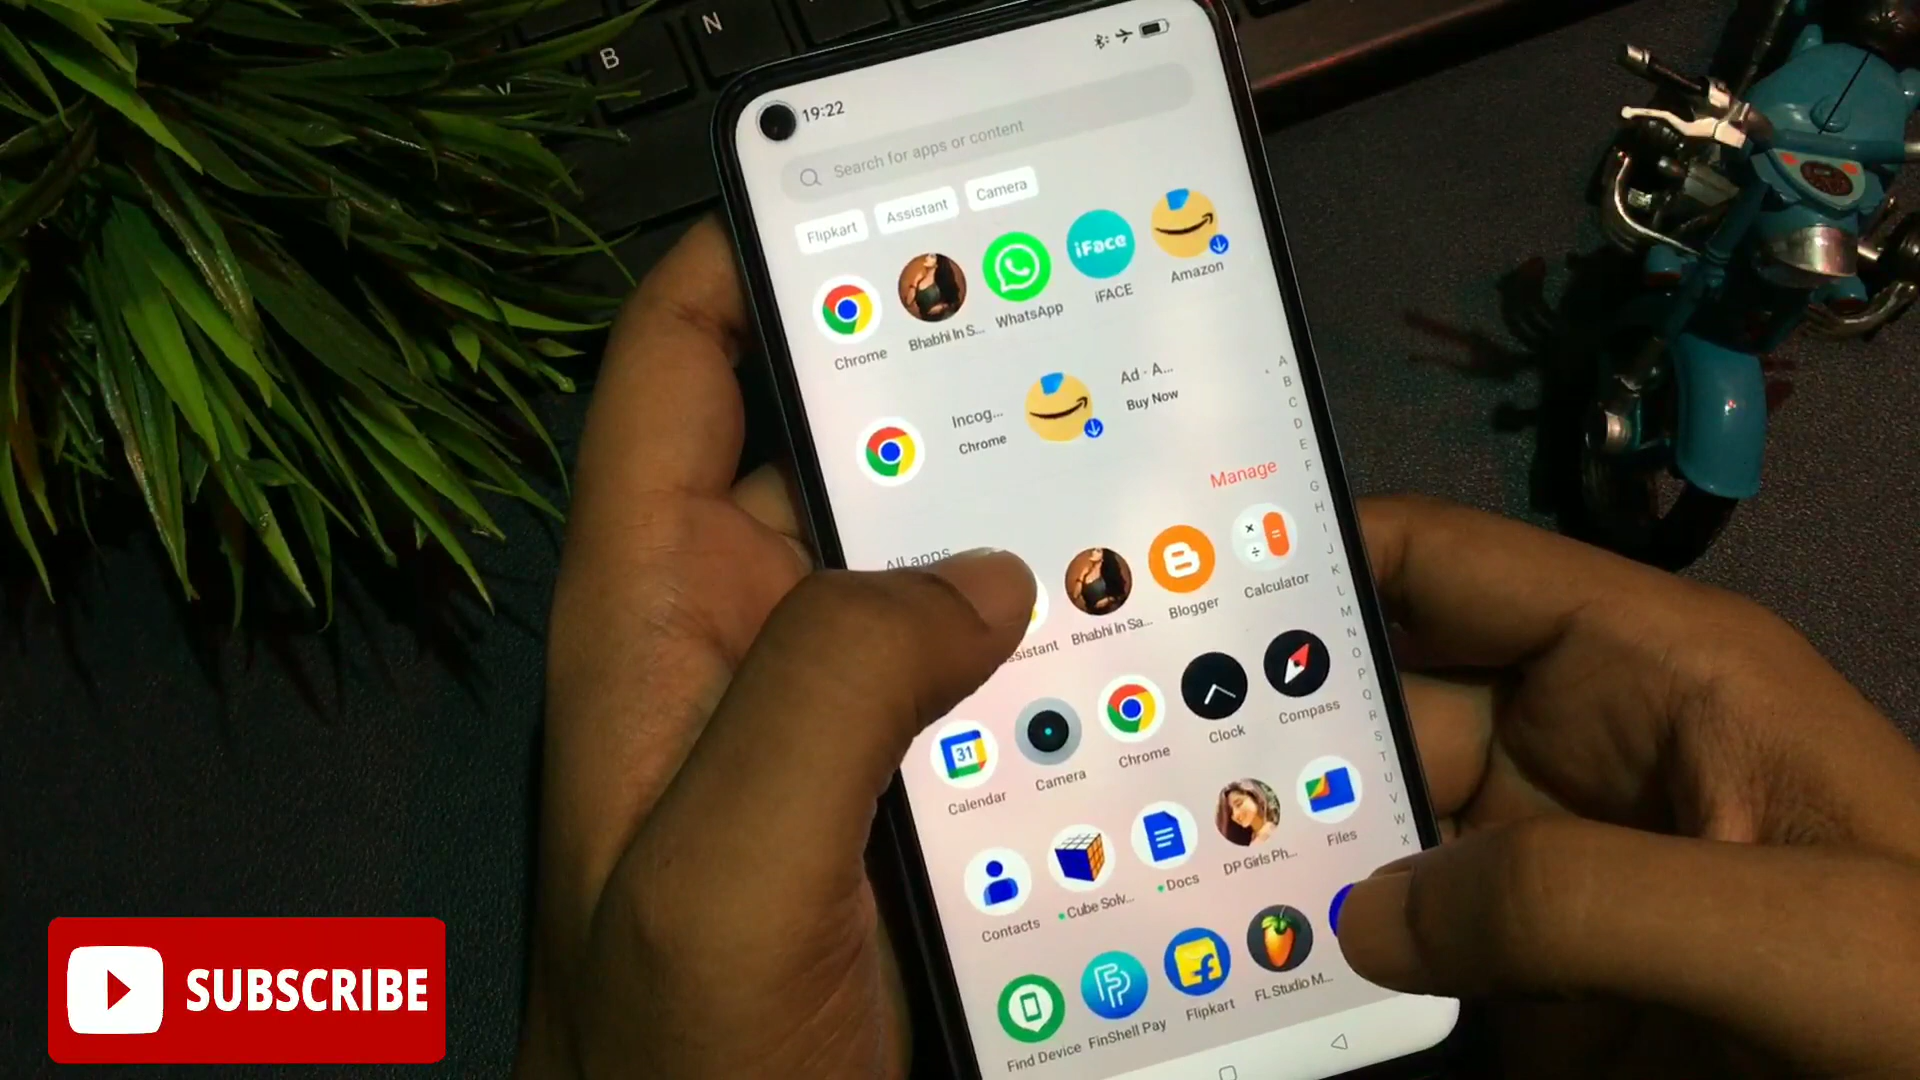 B N
19:22
Search for apps or content
Flipkart Assistant Camera
iFace
Chrome Bhabhi In S... WhatsApp iFACE Amazon
Incog... Ad · A...
Chrome Buy Now
Manage
All apps
ssistant Bhabhi In Sa... Blogger Calculator
31
Calendar Camera Chrome Clock Compass
Contacts Cube Solv... Docs DP Girls Ph... Files
Find Device FinShell Pay Flipkart FL Studio M...
A
B
C
D
E
F
G
H
I
J
K
L
M
N
O
P
Q
R
S
T
U
V
W
X
SUBSCRIBE